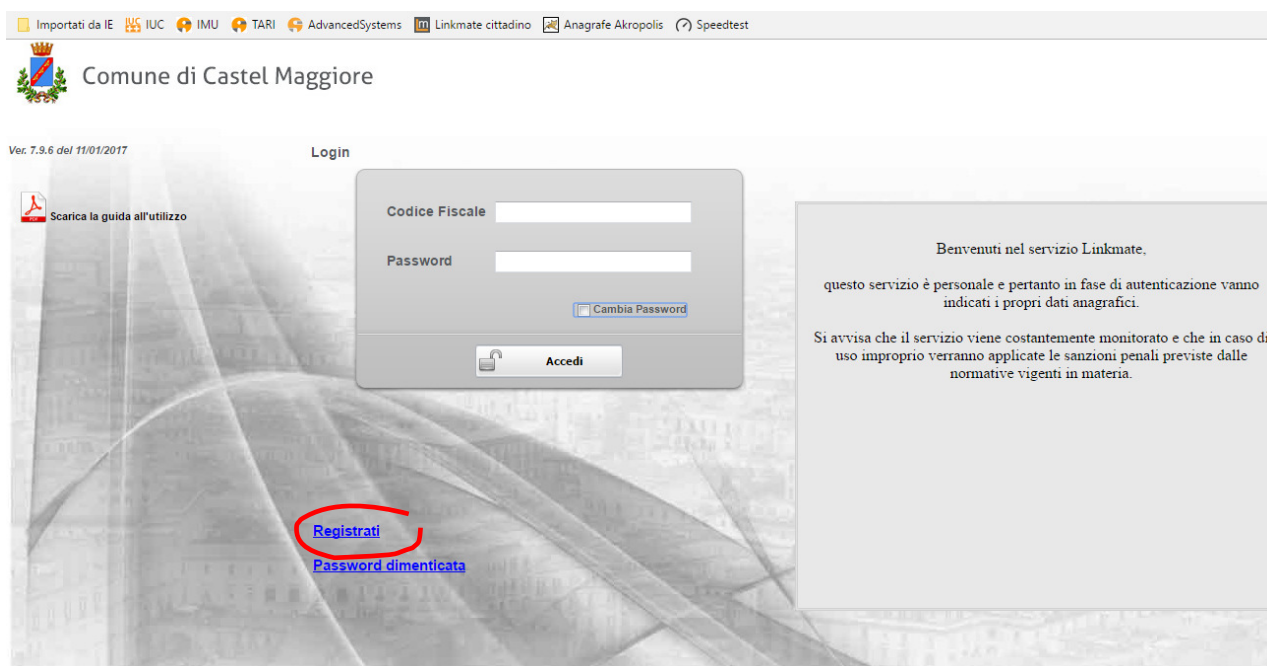 Importati da IE IUC IMU TARI AdvancedSystems Linkmate cittadino Anagrafe Akropolis Speedtest
Comune di Castel Maggiore
Ver. 7.9.6 del 11/01/2017
Login
Scarica la guida all'utilizzo
Codice Fiscale
Password
Cambia Password
Accedi
Registrati
Password dimenticata
Benvenuti nel servizio Linkmate,
questo servizio è personale e pertanto in fase di autenticazione vanno
indicati i propri dati anagrafici.
Si avvisa che il servizio viene costantemente monitorato e che in caso di
uso improprio verranno applicate le sanzioni penali previste dalle
normative vigenti in materia.